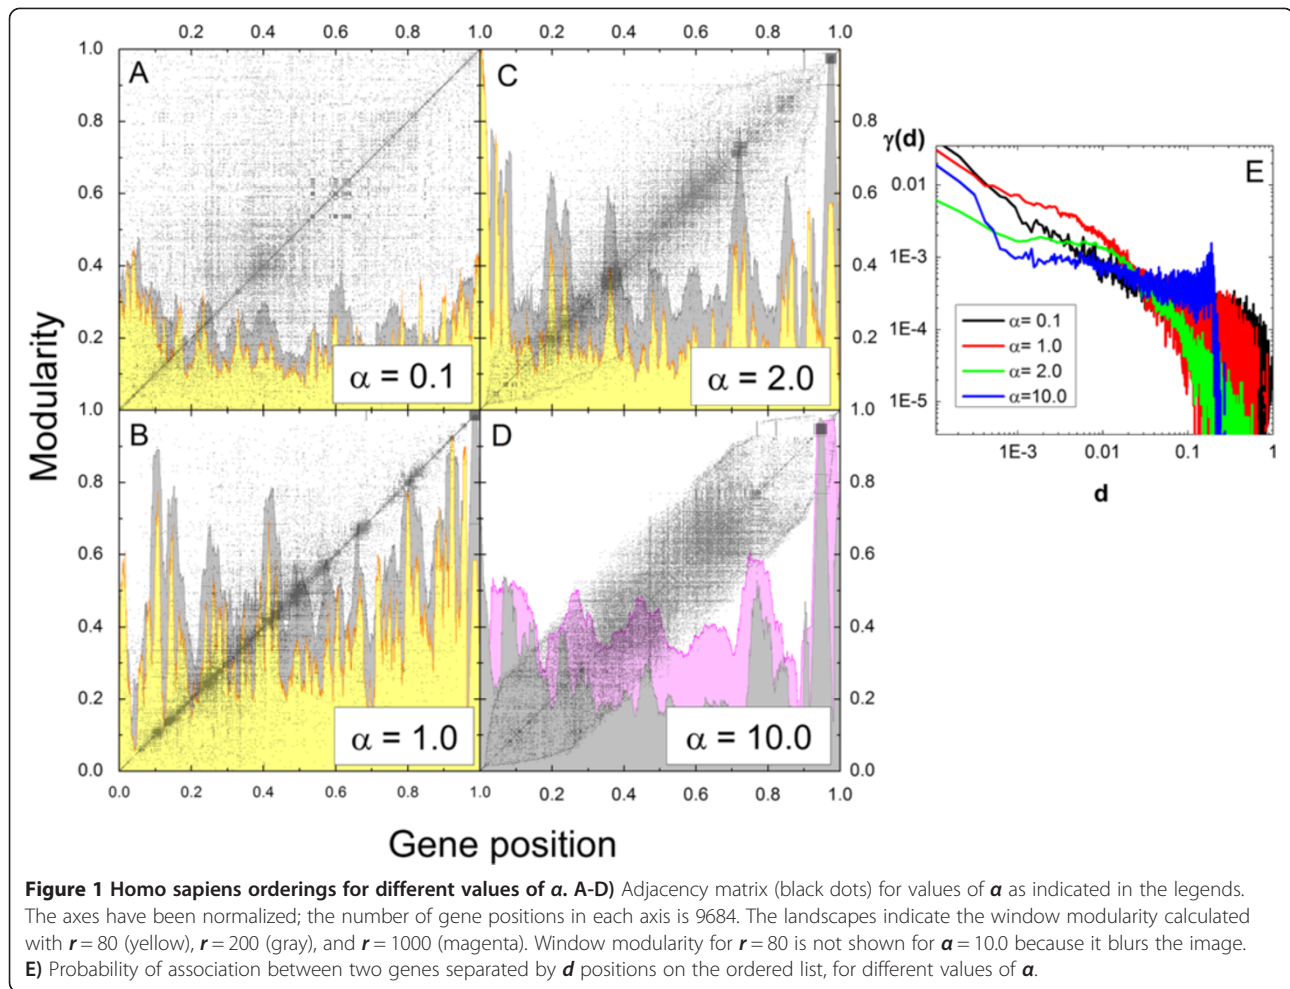 0.2 0.4 0.6 0.8 1.0 0.2 0.4 0.6 0.8 1.0
1.0
A
C
0.8 0.8
0.6 0.6
0.4 0.4
0.2 0.2
α = 0.1
α = 2.0
1.0 1.0
B
D
0.8 0.8
0.6 0.6
0.4 0.4
0.2 0.2
α = 1.0
α = 10.0
0.0 0.0
0.0 0.2 0.4 0.6 0.8 1.0 0.2 0.4 0.6 0.8 1.0
Modularity
Gene position
γ(d)
E
0.01
1E-3
1E-4
1E-5
α= 0.1
α= 1.0
α= 2.0
α=10.0
1E-3 0.01 0.1 1
d
Figure 1 Homo sapiens orderings for different values of α. A-D) Adjacency matrix (black dots) for values of α as indicated in the legends.
The axes have been normalized; the number of gene positions in each axis is 9684. The landscapes indicate the window modularity calculated
with r = 80 (yellow), r = 200 (gray), and r = 1000 (magenta). Window modularity for r = 80 is not shown for α = 10.0 because it blurs the image.
E) Probability of association between two genes separated by d positions on the ordered list, for different values of α.